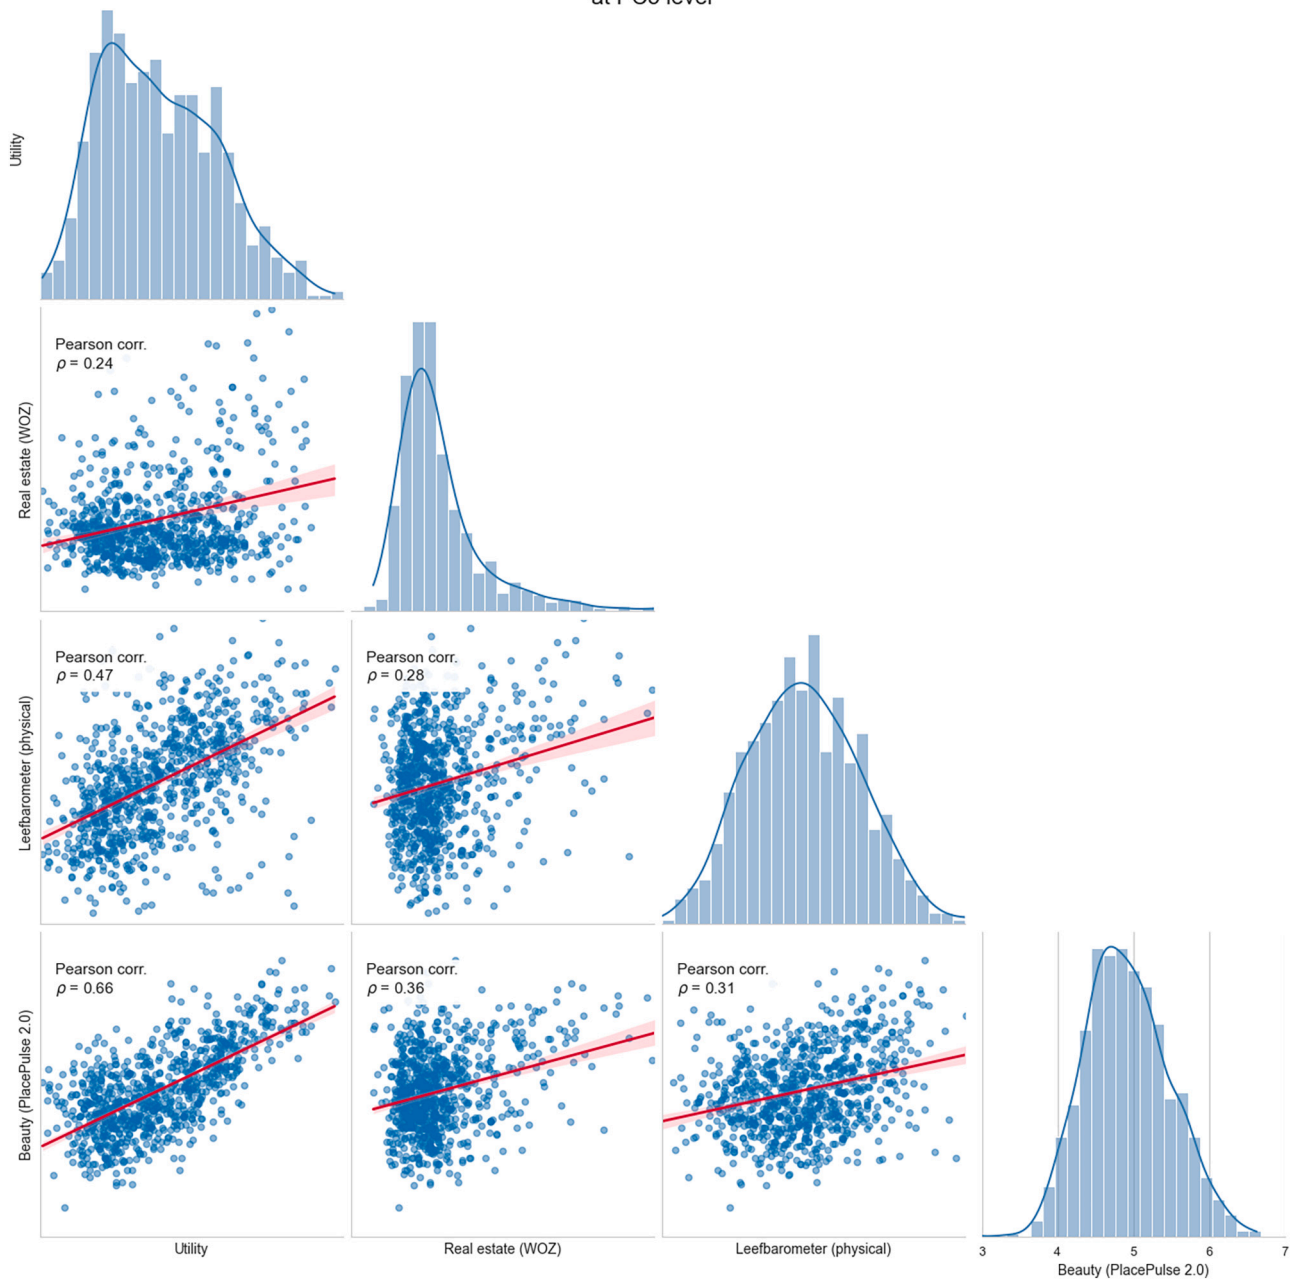 Utility
Pearson corr.
ρ = 0.24
Real estate (WOZ)
Pearson corr.
ρ = 0.47
Pearson corr.
ρ = 0.28
Leefbarometer (physical)
Pearson corr.
ρ = 0.66
Pearson corr.
ρ = 0.36
Pearson corr.
ρ = 0.31
Beauty (PlacePulse 2.0)
Utility
Real estate (WOZ)
Leefbarometer (physical)
3 4 5 6 7
Beauty (PlacePulse 2.0)